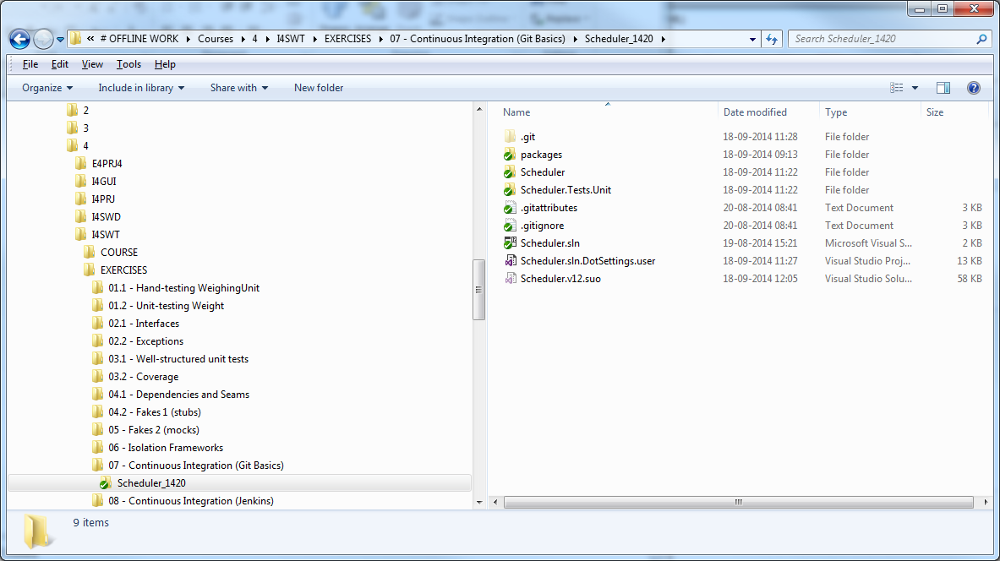 « # OFFLINE WORK Courses 4 I4SWT EXERCISES 07 - Continuous Integration (Git Basics) Scheduler_1420
Search Scheduler_1420
File Edit View Tools Help
Organize Include in library Share with New folder
2
3
4
E4PRJ4
I4GUI
I4PRJ
I4SWD
I4SWT
COURSE
EXERCISES
01.1 - Hand-testing WeighingUnit
01.2 - Unit-testing Weight
02.1 - Interfaces
02.2 - Exceptions
03.1 - Well-structured unit tests
03.2 - Coverage
04.1 - Dependencies and Seams
04.2 - Fakes 1 (stubs)
05 - Fakes 2 (mocks)
06 - Isolation Frameworks
07 - Continuous Integration (Git Basics)
Scheduler_1420
08 - Continuous Integration (Jenkins)
Name Date modified Type Size
.git 18-09-2014 11:28 File folder
packages 18-09-2014 09:13 File folder
Scheduler 18-09-2014 11:22 File folder
Scheduler.Tests.Unit 18-09-2014 11:22 File folder
.gitattributes 20-08-2014 08:41 Text Document 3 KB
.gitignore 20-08-2014 08:41 Text Document 3 KB
Scheduler.sln 19-08-2014 15:21 Microsoft Visual S... 2 KB
Scheduler.sln.DotSettings.user 18-09-2014 11:27 Visual Studio Proj... 13 KB
Scheduler.v12.suo 18-09-2014 12:05 Visual Studio Solu... 58 KB
9 items